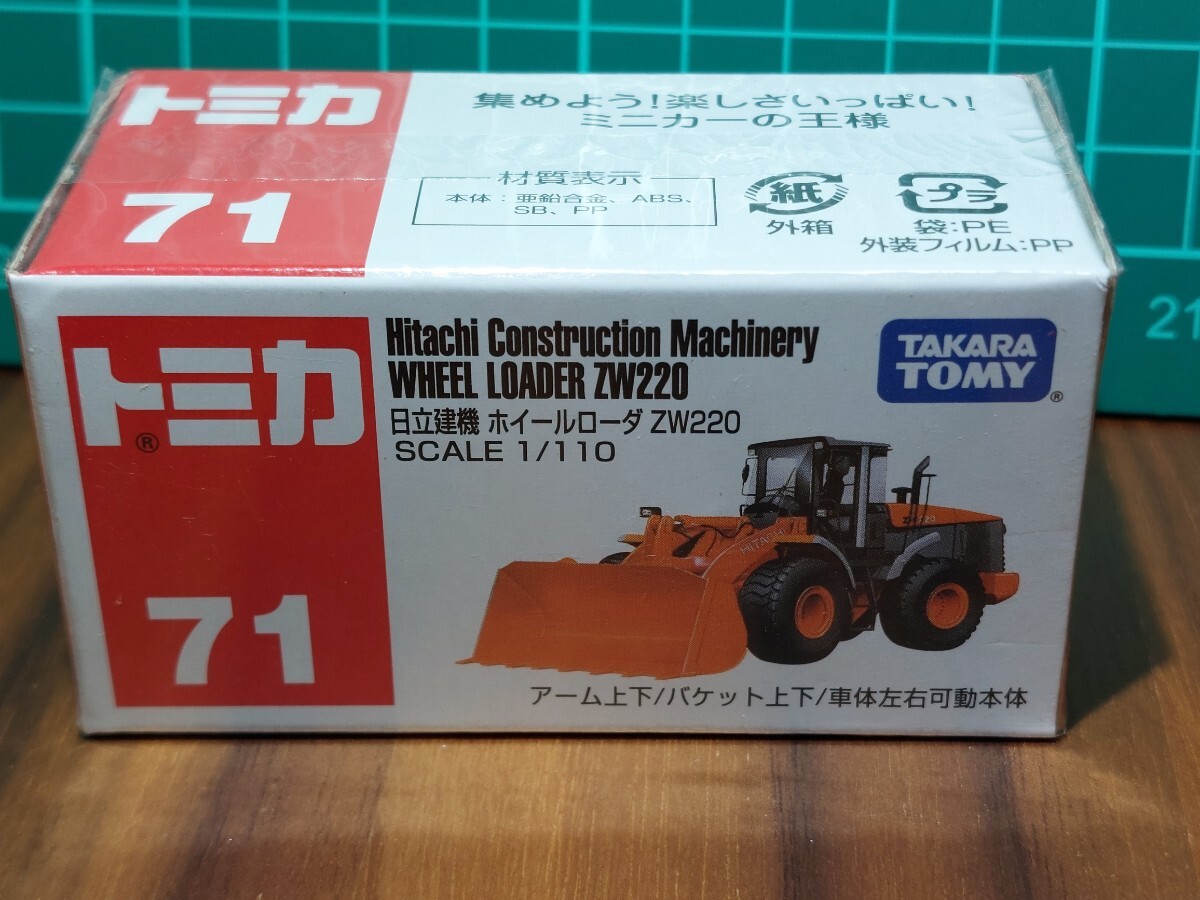 トミカ
71
集めよう!楽しさいっぱい!
ミニカーの王様
材質表示
本体：亜鉛合金、ABS、
SB、PP
紙
外箱
プラ
袋:PE
外装フィルム:PP
トミカ®
71
Hitachi Construction Machinery
WHEEL LOADER ZW220
日立建機 ホイールローダ ZW220
SCALE 1/110
TAKARA
TOMY®
HITACHI
ZW220
アーム上下/バケット上下/車体左右可動本体
21